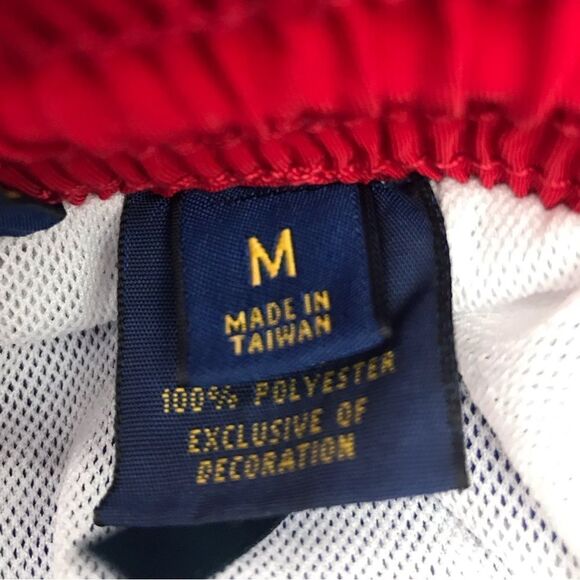 M
MADE IN
TAIWAN
100% POLYESTER
EXCLUSIVE OF
DECORATION